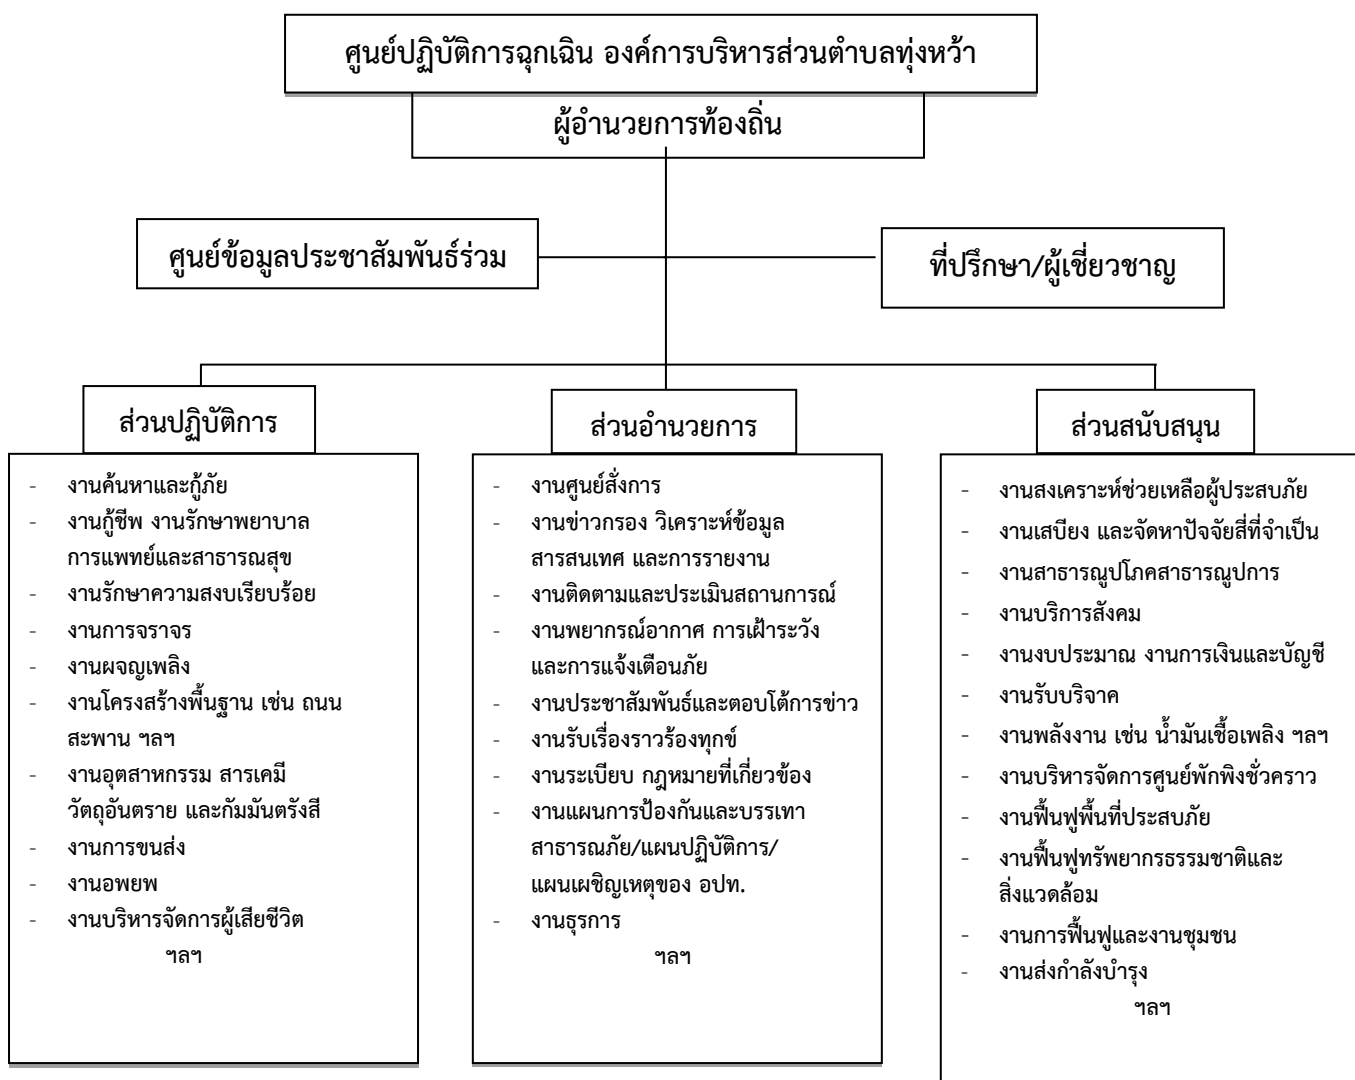 ศูนย์ปฏิบัติการฉุกเฉิน องค์การบริหารส่วนตำบลทุ่งหว้า
ผู้อำนวยการท้องถิ่น
ศูนย์ข้อมูลประชาสัมพันธ์ร่วม
ที่ปรึกษา/ผู้เชี่ยวชาญ
ส่วนปฏิบัติการ
- งานค้นหาและกู้ภัย
- งานกู้ชีพ งานรักษาพยาบาล
การแพทย์และสาธารณสุข
- งานรักษาความสงบเรียบร้อย
- งานการจราจร
- งานผจญเพลิง
- งานโครงสร้างพื้นฐาน เช่น ถนน
สะพาน ฯลฯ
- งานอุตสาหกรรม สารเคมี
วัตถุอันตราย และกัมมันตรังสี
- งานการขนส่ง
- งานอพยพ
- งานบริหารจัดการผู้เสียชีวิต
ฯลฯ
ส่วนอำนวยการ
- งานศูนย์สั่งการ
- งานข่าวกรอง วิเคราะห์ข้อมูล
สารสนเทศ และการรายงาน
- งานติดตามและประเมินสถานการณ์
- งานพยากรณ์อากาศ การเฝ้าระวัง
และการแจ้งเตือนภัย
- งานประชาสัมพันธ์และตอบโต้การข่าว
- งานรับเรื่องราวร้องทุกข์
- งานระเบียบ กฎหมายที่เกี่ยวข้อง
- งานแผนการป้องกันและบรรเทา
สาธารณภัย/แผนปฏิบัติการ/
แผนเผชิญเหตุของ อปท.
- งานธุรการ
ฯลฯ
ส่วนสนับสนุน
- งานสงเคราะห์ช่วยเหลือผู้ประสบภัย
- งานเสบียง และจัดหาปัจจัยสี่ที่จำเป็น
- งานสาธารณูปโภคสาธารณูปการ
- งานบริการสังคม
- งานงบประมาณ งานการเงินและบัญชี
- งานรับบริจาค
- งานพลังงาน เช่น น้ำมันเชื้อเพลิง ฯลฯ
- งานบริหารจัดการศูนย์พักพิงชั่วคราว
- งานฟื้นฟูพื้นที่ประสบภัย
- งานฟื้นฟูทรัพยากรธรรมชาติและ
สิ่งแวดล้อม
- งานการฟื้นฟูและงานชุมชน
- งานส่งกำลังบำรุง
ฯลฯ